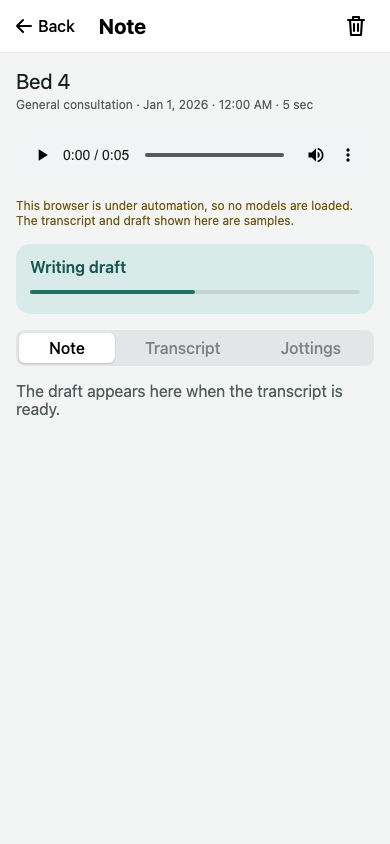 Back Note
Bed 4
General consultation · Jan 1, 2026 · 12:00 AM · 5 sec
0:00 / 0:05
This browser is under automation, so no models are loaded.
The transcript and draft shown here are samples.
Writing draft
Note Transcript Jottings
The draft appears here when the transcript is
ready.